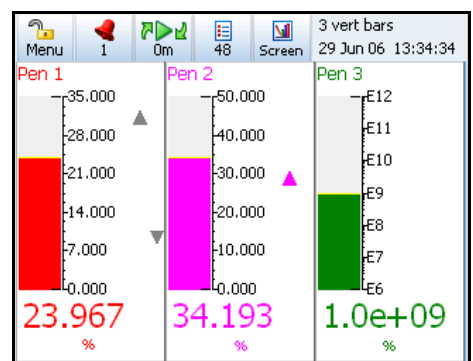 Menu 1 0m 48 Screen
3 vert bars
29 Jun 06 13:34:34
Pen 1
35.000
28.000
21.000
14.000
7.000
0.000
23.967
%
Pen 2
50.000
40.000
30.000
20.000
10.000
0.000
34.193
%
Pen 3
E12
E11
E10
E9
E8
E7
E6
1.0e+09
%